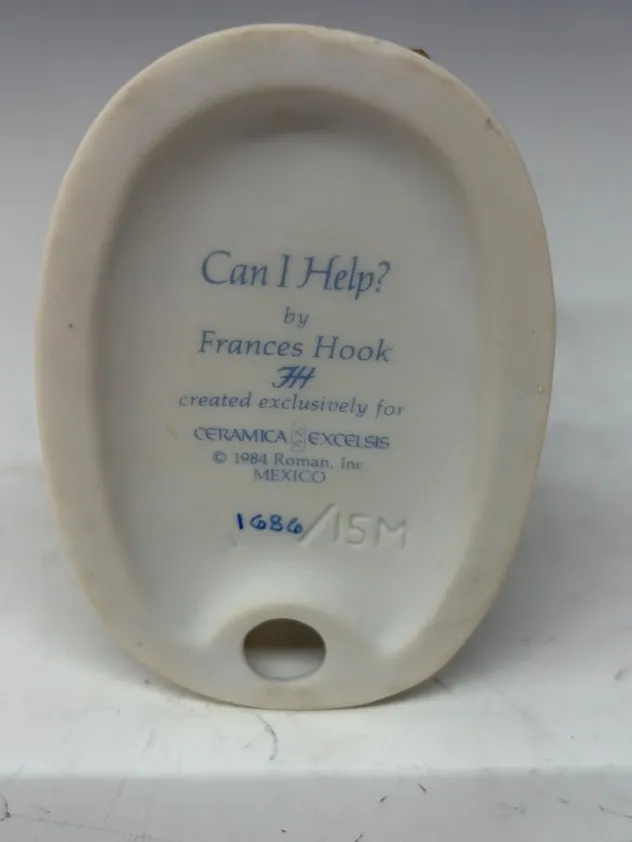 Can I Help?
by
Frances Hook
FH
created exclusively for
CERAMICA EXCELSIS
© 1984 Roman, Inc
MEXICO
1686/15M